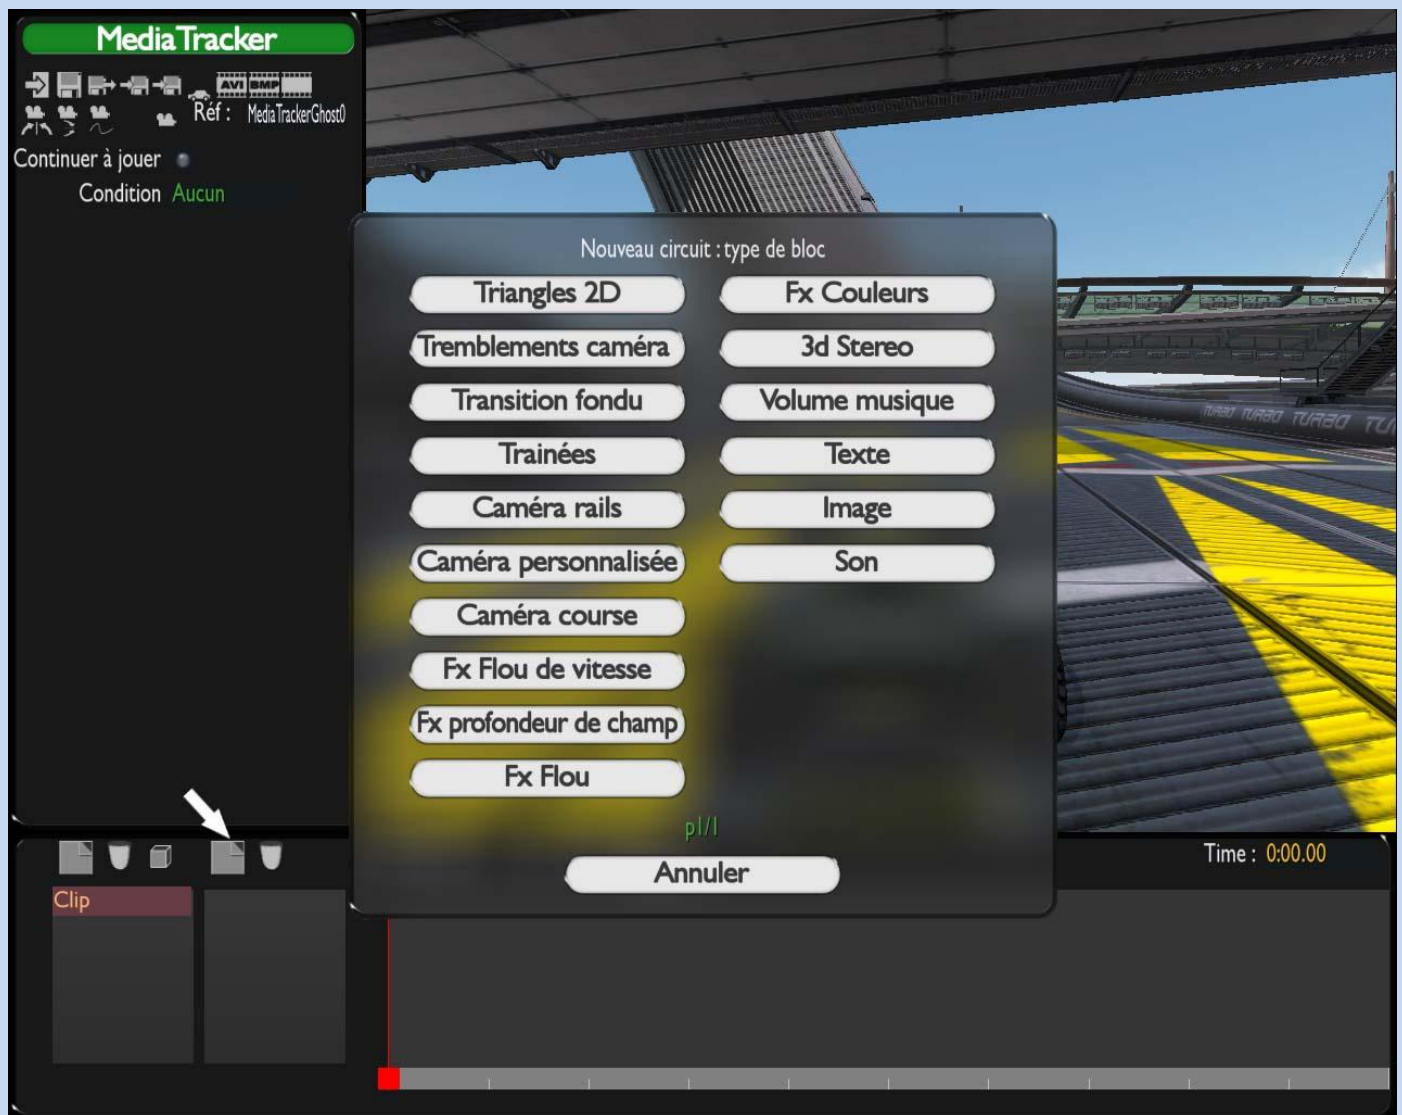 MediaTracker
AVI BMP
Réf : MediaTrackerGhost0
Continuer à jouer
Condition Aucun
Nouveau circuit : type de bloc
Triangles 2D
Fx Couleurs
Tremblements caméra
3d Stereo
Transition fondu
Volume musique
Trainées
Texte
Caméra rails
Image
Caméra personnalisée
Son
Caméra course
Fx Flou de vitesse
Fx profondeur de champ
Fx Flou
p1/1
Annuler
TURBO TURBO TURBO TU
Time : 0:00.00
Clip